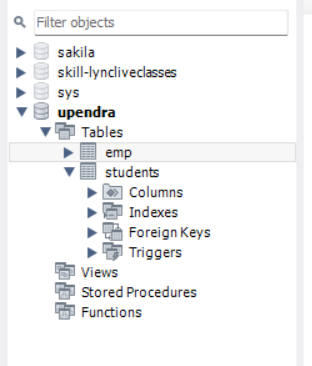 Filter objects
sakila
skill-lyncliveclasses
sys
upendra
Tables
emp
students
Columns
Indexes
Foreign Keys
Triggers
Views
Stored Procedures
Functions